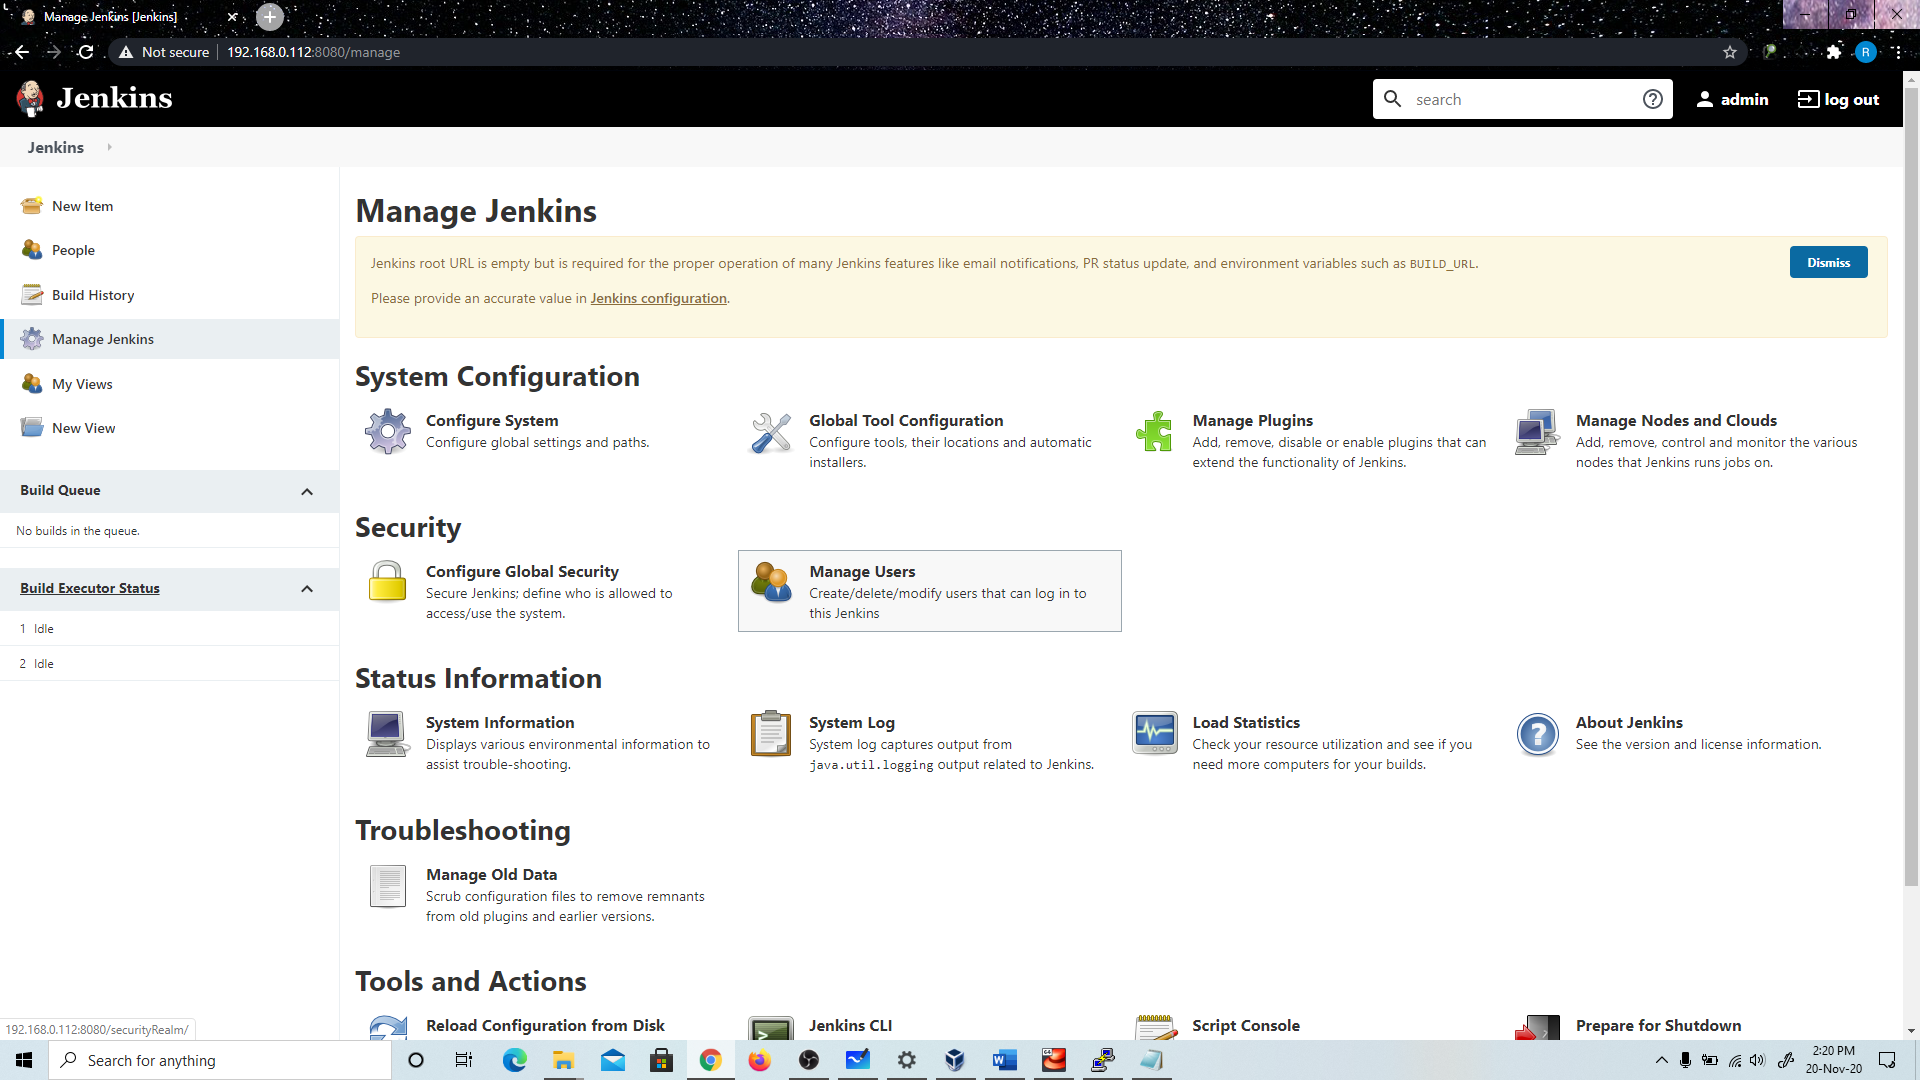 Manage Jenkins [Jenkins]
Not secure 192.168.0.112:8080/manage
R
Jenkins
search
admin
log out
Jenkins
New Item
People
Build History
Manage Jenkins
My Views
New View
Build Queue
No builds in the queue.
Build Executor Status
1 Idle
2 Idle
Manage Jenkins
Jenkins root URL is empty but is required for the proper operation of many Jenkins features like email notifications, PR status update, and environment variables such as BUILD_URL.
Please provide an accurate value in Jenkins configuration.
Dismiss
System Configuration
Configure System
Configure global settings and paths.
Global Tool Configuration
Configure tools, their locations and automatic
installers.
Manage Plugins
Add, remove, disable or enable plugins that can
extend the functionality of Jenkins.
Manage Nodes and Clouds
Add, remove, control and monitor the various
nodes that Jenkins runs jobs on.
Security
Configure Global Security
Secure Jenkins; define who is allowed to
access/use the system.
Manage Users
Create/delete/modify users that can log in to
this Jenkins
Status Information
System Information
Displays various environmental information to
assist trouble-shooting.
System Log
System log captures output from
java.util.logging output related to Jenkins.
Load Statistics
Check your resource utilization and see if you
need more computers for your builds.
About Jenkins
See the version and license information.
Troubleshooting
Manage Old Data
Scrub configuration files to remove remnants
from old plugins and earlier versions.
Tools and Actions
Reload Configuration from Disk
Jenkins CLI
Script Console
Prepare for Shutdown
192.168.0.112:8080/securityRealm/
Search for anything
2:20 PM
20-Nov-20